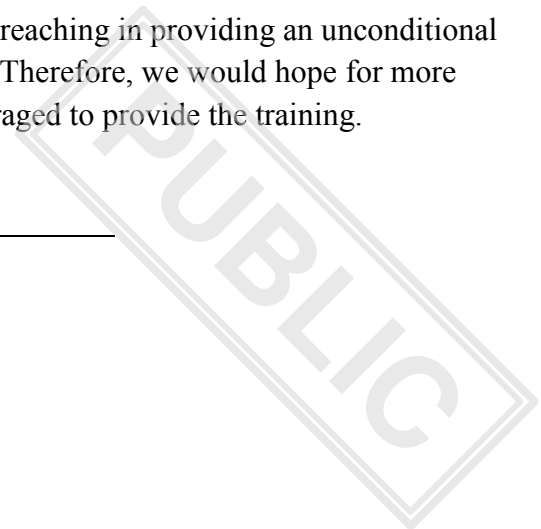 reaching in providing an unconditional
Therefore, we would hope for more
raged to provide the training.
PUBLIC